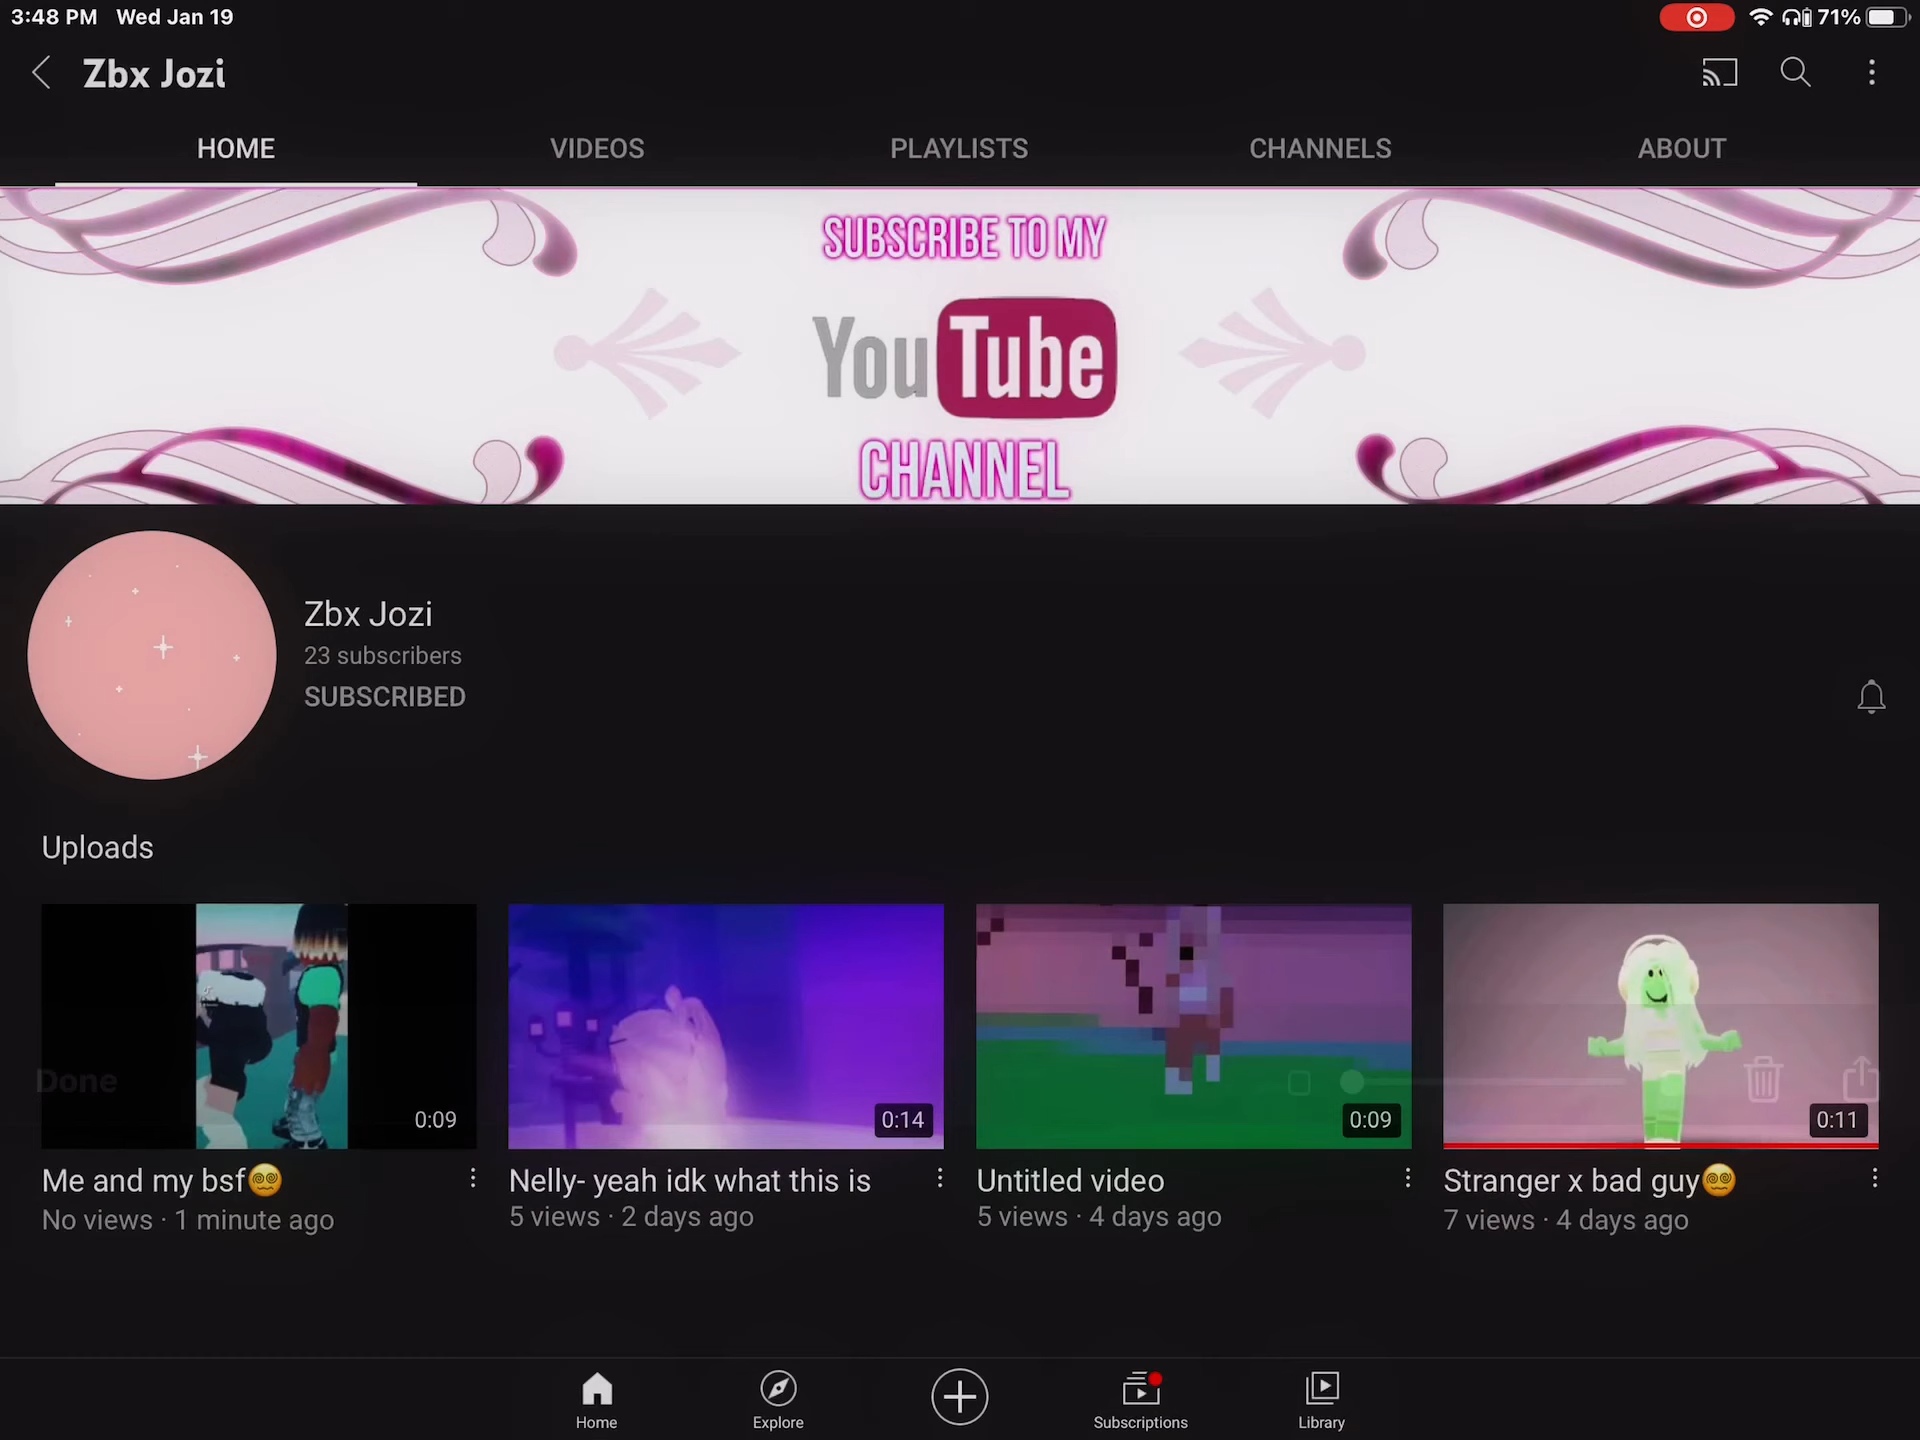 3:48 PM Wed Jan 19
71%
Zbx Jozi
HOME
VIDEOS
PLAYLISTS
CHANNELS
ABOUT
SUBSCRIBE TO MY
YouTube
CHANNEL
Zbx Jozi
23 subscribers
SUBSCRIBED
Uploads
Done
0:09
0:14
0:09
0:11
Me and my bsf😵‍💫
No views · 1 minute ago
Nelly- yeah idk what this is
5 views · 2 days ago
Untitled video
5 views · 4 days ago
Stranger x bad guy😵‍💫
7 views · 4 days ago
Home
Explore
Subscriptions
Library